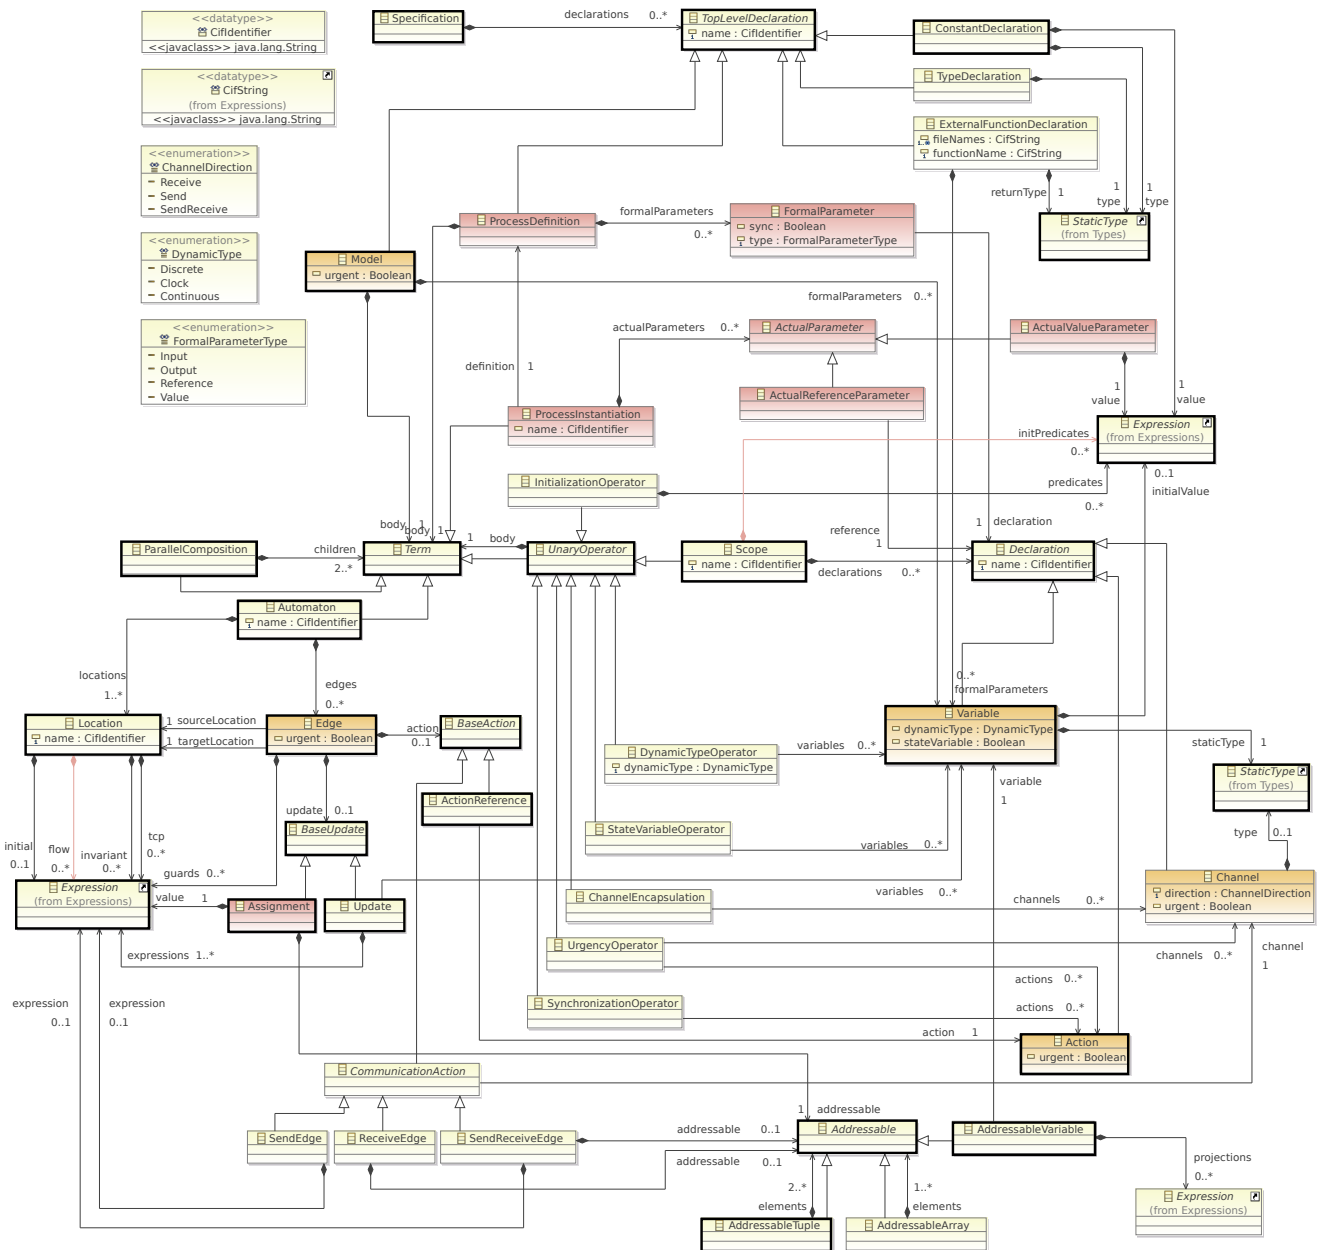 <<datatype>>
CifIdentifier
<<javaclass>> java.lang.String
Specification
declarations
0..*
TopLevelDeclaration
name : CifIdentifier
ConstantDeclaration
<<datatype>>
CifString
(from Expressions)
<<javaclass>> java.lang.String
TypeDeclaration
ExternalFunctionDeclaration
fileNames : CifString
functionName : CifString
<<enumeration>>
ChannelDirection
Receive
Send
SendReceive
returnType 1
1
type
1
type
StaticType
(from Types)
ProcessDefinition
formalParameters
0..*
FormalParameter
sync : Boolean
type : FormalParameterType
<<enumeration>>
DynamicType
Discrete
Clock
Continuous
Model
urgent : Boolean
formalParameters 0..*
<<enumeration>>
FormalParameterType
Input
Output
Reference
Value
actualParameters 0..*
ActualParameter
ActualValueParameter
definition 1
ActualReferenceParameter
1
value
1
value
ProcessInstantiation
name : CifIdentifier
Expression
(from Expressions)
initPredicates
0..*
InitializationOperator
predicates
0..*
0..1
initialValue
body 1
body 1
1 body
reference
1
1 declaration
ParallelComposition
children
2..*
Term
UnaryOperator
Scope
name : CifIdentifier
declarations 0..*
Declaration
name : CifIdentifier
Automaton
name : CifIdentifier
locations
1..*
edges
0..*
0..*
formalParameters
Location
name : CifIdentifier
1 sourceLocation
1 targetLocation
Edge
urgent : Boolean
action
0..1
BaseAction
Variable
dynamicType : DynamicType
stateVariable : Boolean
DynamicTypeOperator
dynamicType : DynamicType
variables 0..*
staticType 1
StaticType
(from Types)
variable
1
ActionReference
update 0..1
BaseUpdate
StateVariableOperator
variables 0..*
type 0..1
initial
0..1
flow
0..*
invariant
0..*
tcp
0..*
guards 0..*
Expression
(from Expressions)
value 1
Assignment
Update
ChannelEncapsulation
variables 0..*
channels 0..*
Channel
direction : ChannelDirection
urgent : Boolean
expressions 1..*
UrgencyOperator
channels 0..*
channel
1
actions 0..*
expression
0..1
expression
0..1
SynchronizationOperator
actions 0..*
action 1
Action
urgent : Boolean
CommunicationAction
1 addressable
SendEdge
ReceiveEdge
SendReceiveEdge
addressable 0..1
addressable 0..1
Addressable
AddressableVariable
projections
0..*
2..*
elements
1..*
elements
Expression
(from Expressions)
AddressableTuple
AddressableArray